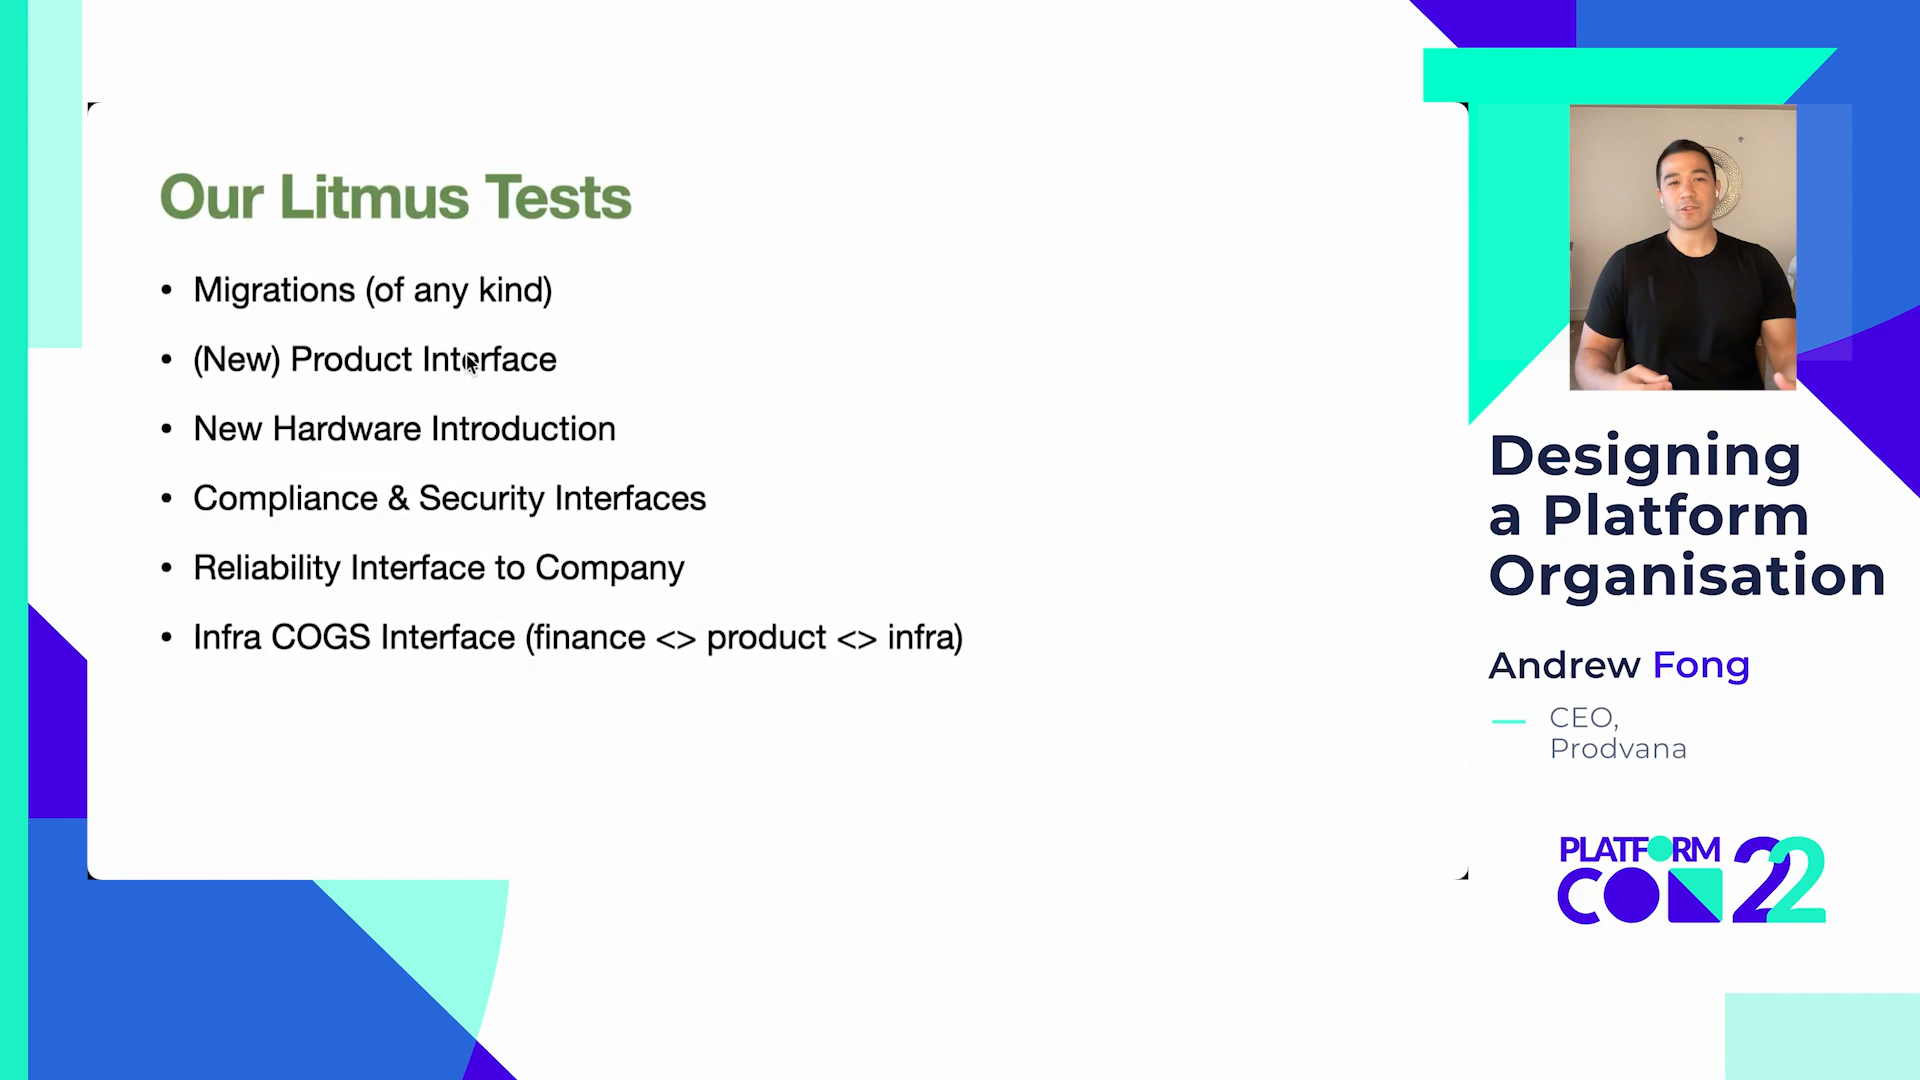 Our Litmus Tests
• Migrations (of any kind)
• (New) Product Interface
• New Hardware Introduction
• Compliance & Security Interfaces
• Reliability Interface to Company
• Infra COGS Interface (finance <> product <> infra)
Designing
a Platform
Organisation
Andrew Fong
CEO,
Prodvana
PLATFORM
CON 22